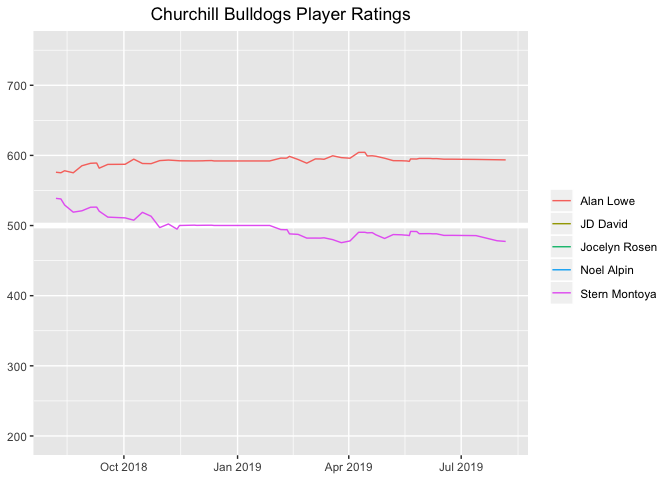 Churchill Bulldogs Player Ratings
700
600
500
400
300
200
Oct 2018
Jan 2019
Apr 2019
Jul 2019
Alan Lowe
JD David
Jocelyn Rosen
Noel Alpin
Stern Montoya